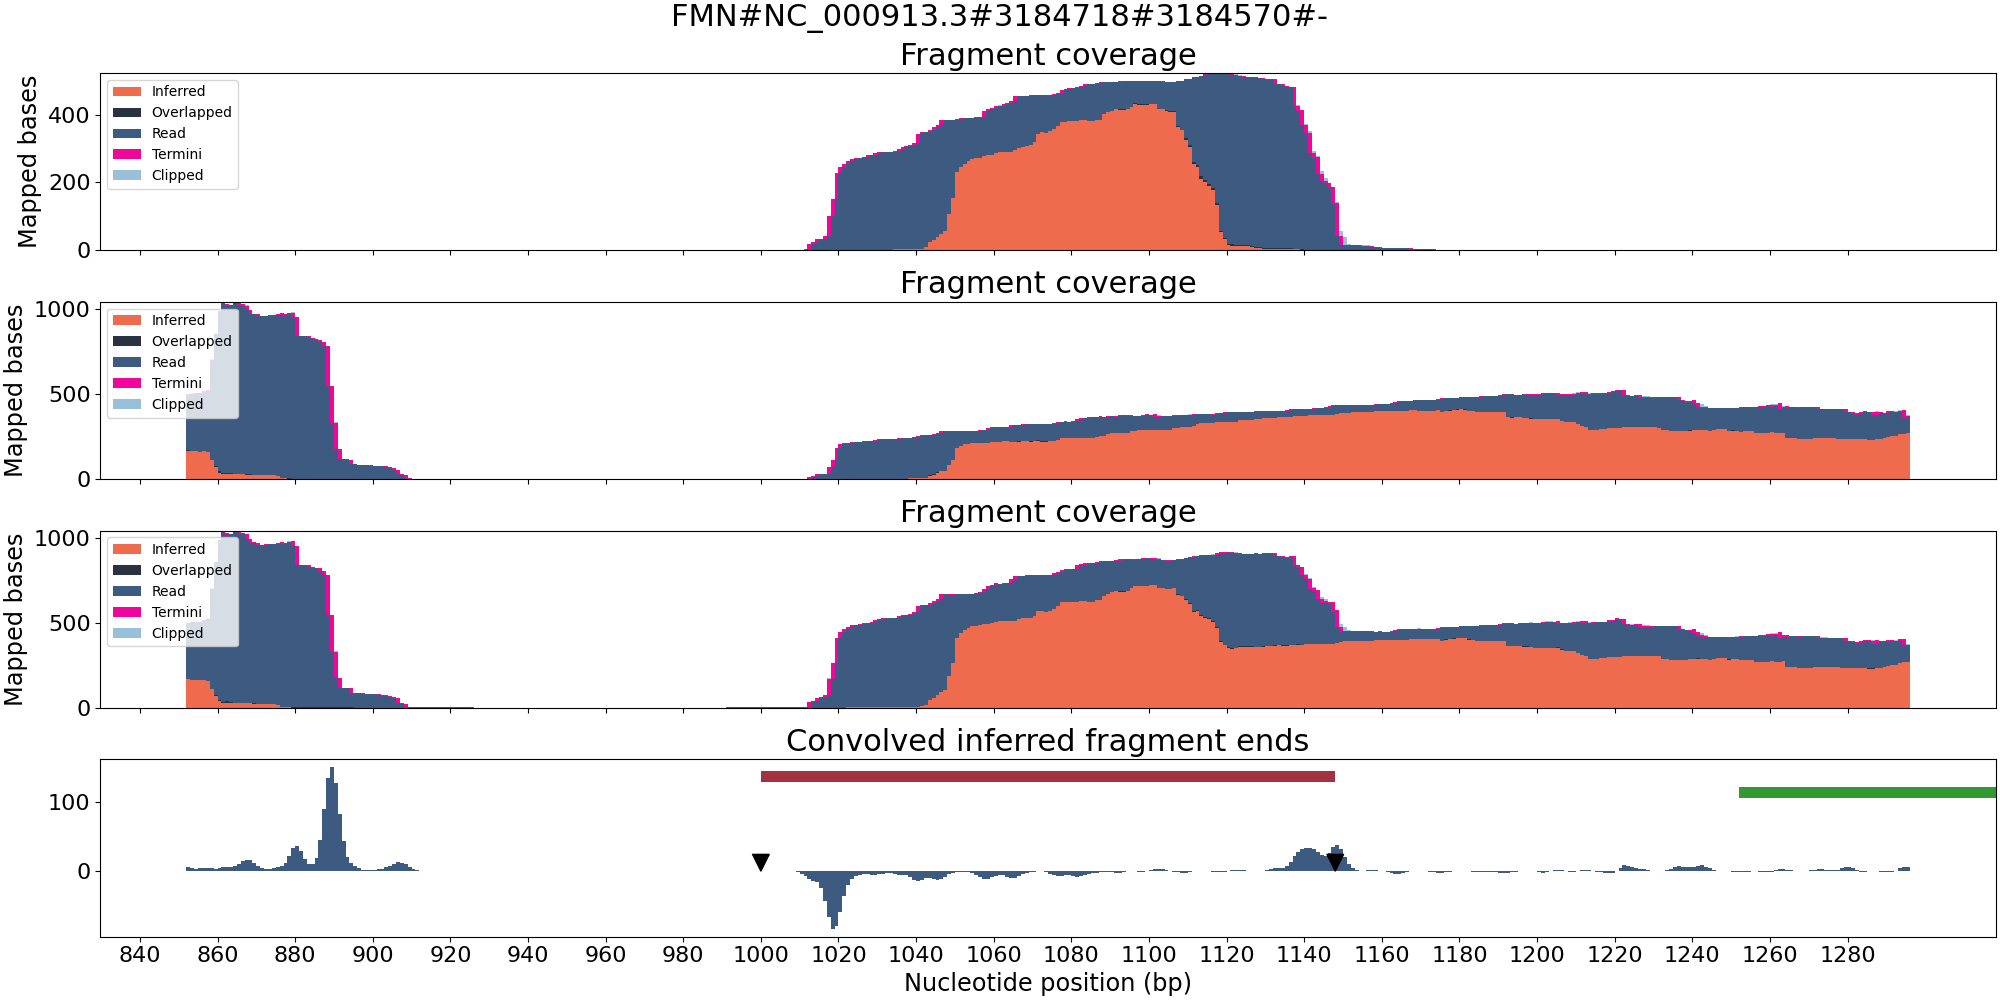 FMN#NC_000913.3#3184718#3184570#-
Fragment coverage
Mapped bases
400
200
0
Inferred
Overlapped
Read
Termini
Clipped
Fragment coverage
Mapped bases
1000
500
0
Inferred
Overlapped
Read
Termini
Clipped
Fragment coverage
Mapped bases
1000
500
0
Inferred
Overlapped
Read
Termini
Clipped
Convolved inferred fragment ends
100
0
840 860 880 900 920 940 960 980 1000 1020 1040 1060 1080 1100 1120 1140 1160 1180 1200 1220 1240 1260 1280
Nucleotide position (bp)